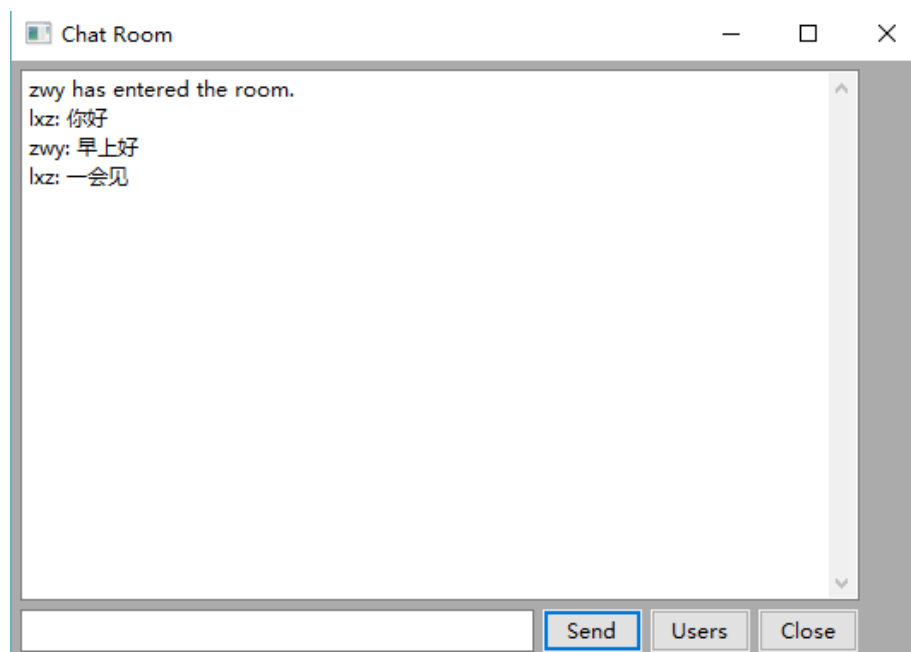 Chat Room
zwy has entered the room.
lxz: 你好
zwy: 早上好
lxz: 一会见
Send Users Close